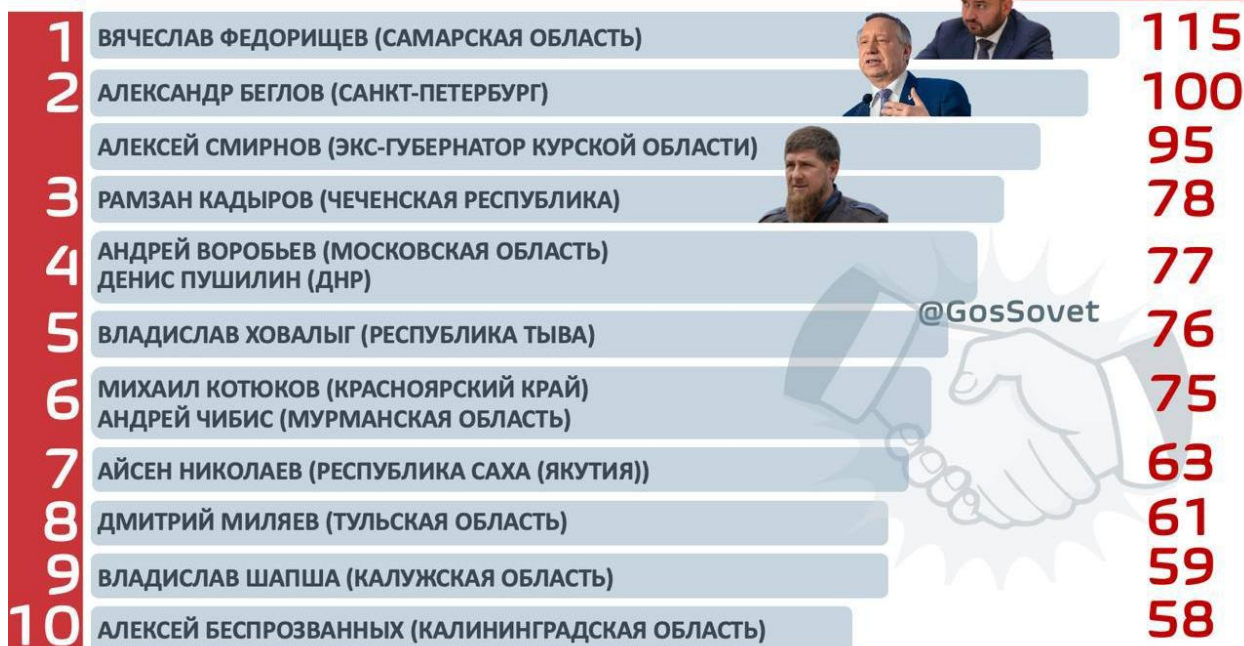 1 ВЯЧЕСЛАВ ФЕДОРИЩЕВ (САМАРСКАЯ ОБЛАСТЬ) 115
2 АЛЕКСАНДР БЕГЛОВ (САНКТ-ПЕТЕРБУРГ) 100
АЛЕКСЕЙ СМИРНОВ (ЭКС-ГУБЕРНАТОР КУРСКОЙ ОБЛАСТИ) 95
3 РАМЗАН КАДЫРОВ (ЧЕЧЕНСКАЯ РЕСПУБЛИКА) 78
4 АНДРЕЙ ВОРОБЬЕВ (МОСКОВСКАЯ ОБЛАСТЬ) 77
ДЕНИС ПУШИЛИН (ДНР)
@GosSovet
5 ВЛАДИСЛАВ ХОВАЛЫГ (РЕСПУБЛИКА ТЫВА) 76
6 МИХАИЛ КОТЮКОВ (КРАСНОЯРСКИЙ КРАЙ) 75
АНДРЕЙ ЧИБИС (МУРМАНСКАЯ ОБЛАСТЬ)
7 АЙСЕН НИКОЛАЕВ (РЕСПУБЛИКА САХА (ЯКУТИЯ)) 63
8 ДМИТРИЙ МИЛЯЕВ (ТУЛЬСКАЯ ОБЛАСТЬ) 61
9 ВЛАДИСЛАВ ШАПША (КАЛУЖСКАЯ ОБЛАСТЬ) 59
10 АЛЕКСЕЙ БЕСПРОЗВАННЫХ (КАЛИНИНГРАДСКАЯ ОБЛАСТЬ) 58